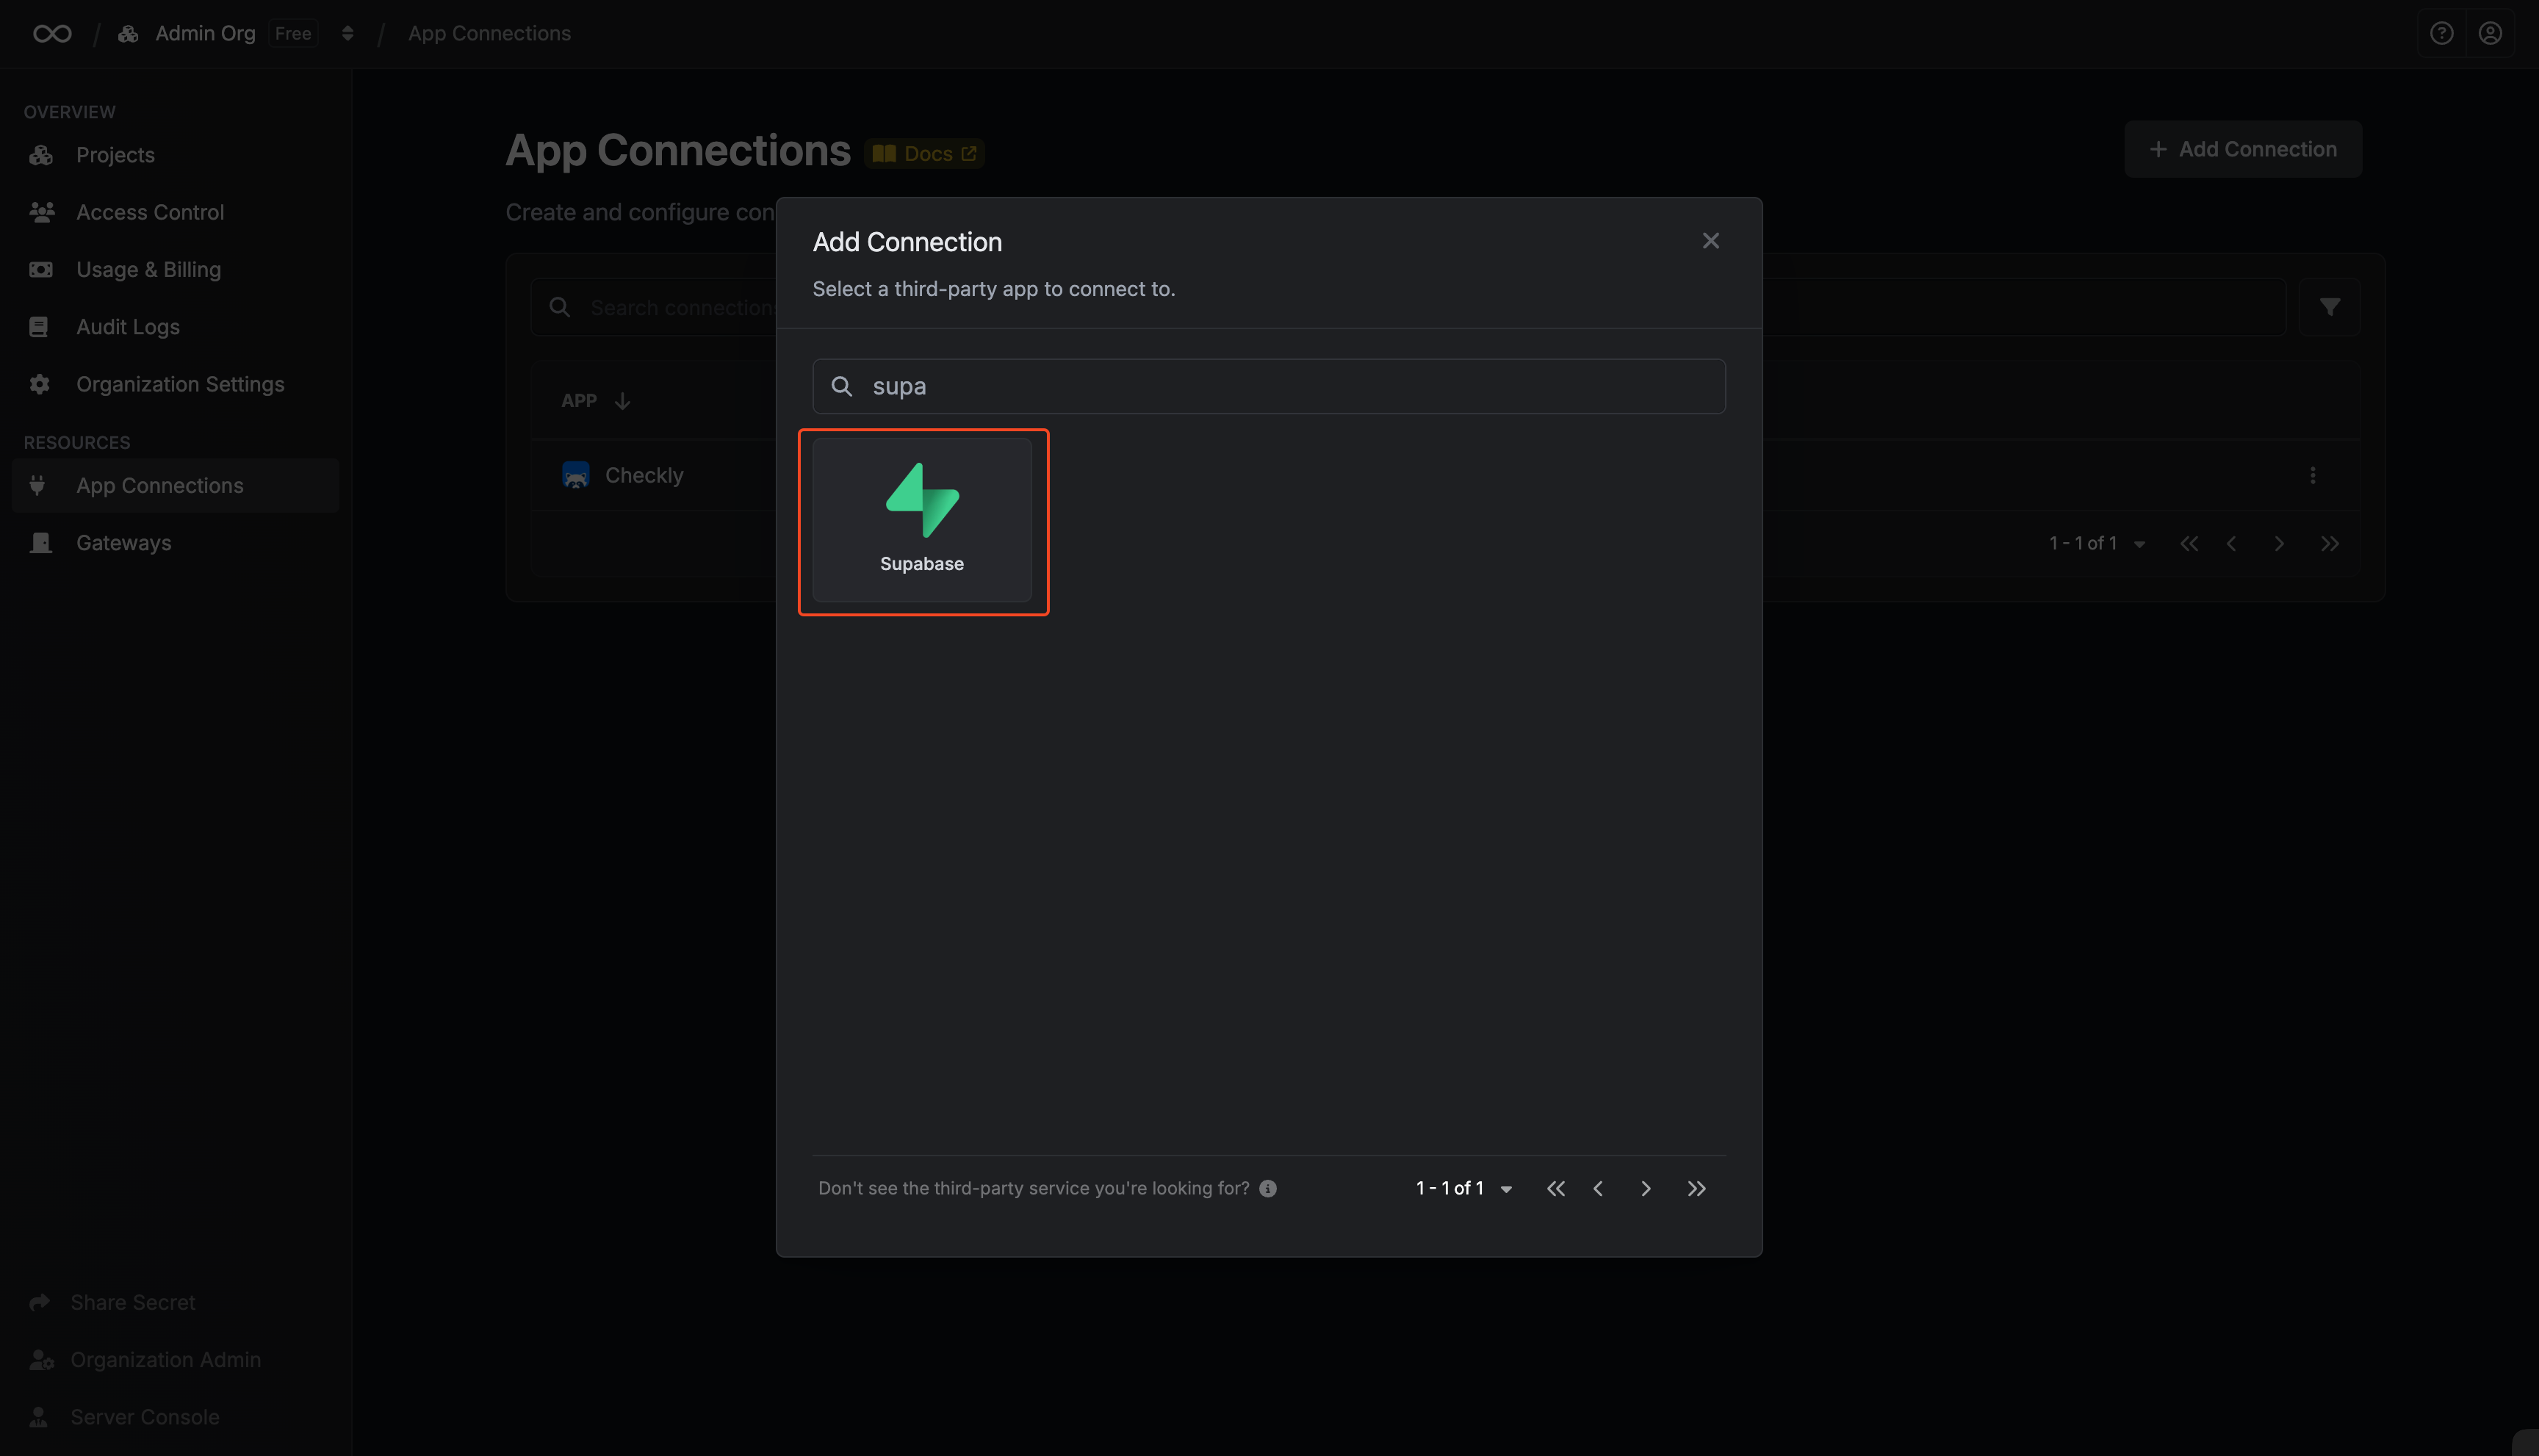 Admin Org Free App Connections
OVERVIEW
Projects
Access Control
Usage & Billing
Audit Logs
Organization Settings
RESOURCES
App Connections
Gateways
Share Secret
Organization Admin
Server Console
App Connections Docs
Add Connection
Create and configure con
Search connections
APP
Checkly
1 - 1 of 1
Add Connection
Select a third-party app to connect to.
supa
Supabase
Don't see the third-party service you're looking for?
1 - 1 of 1